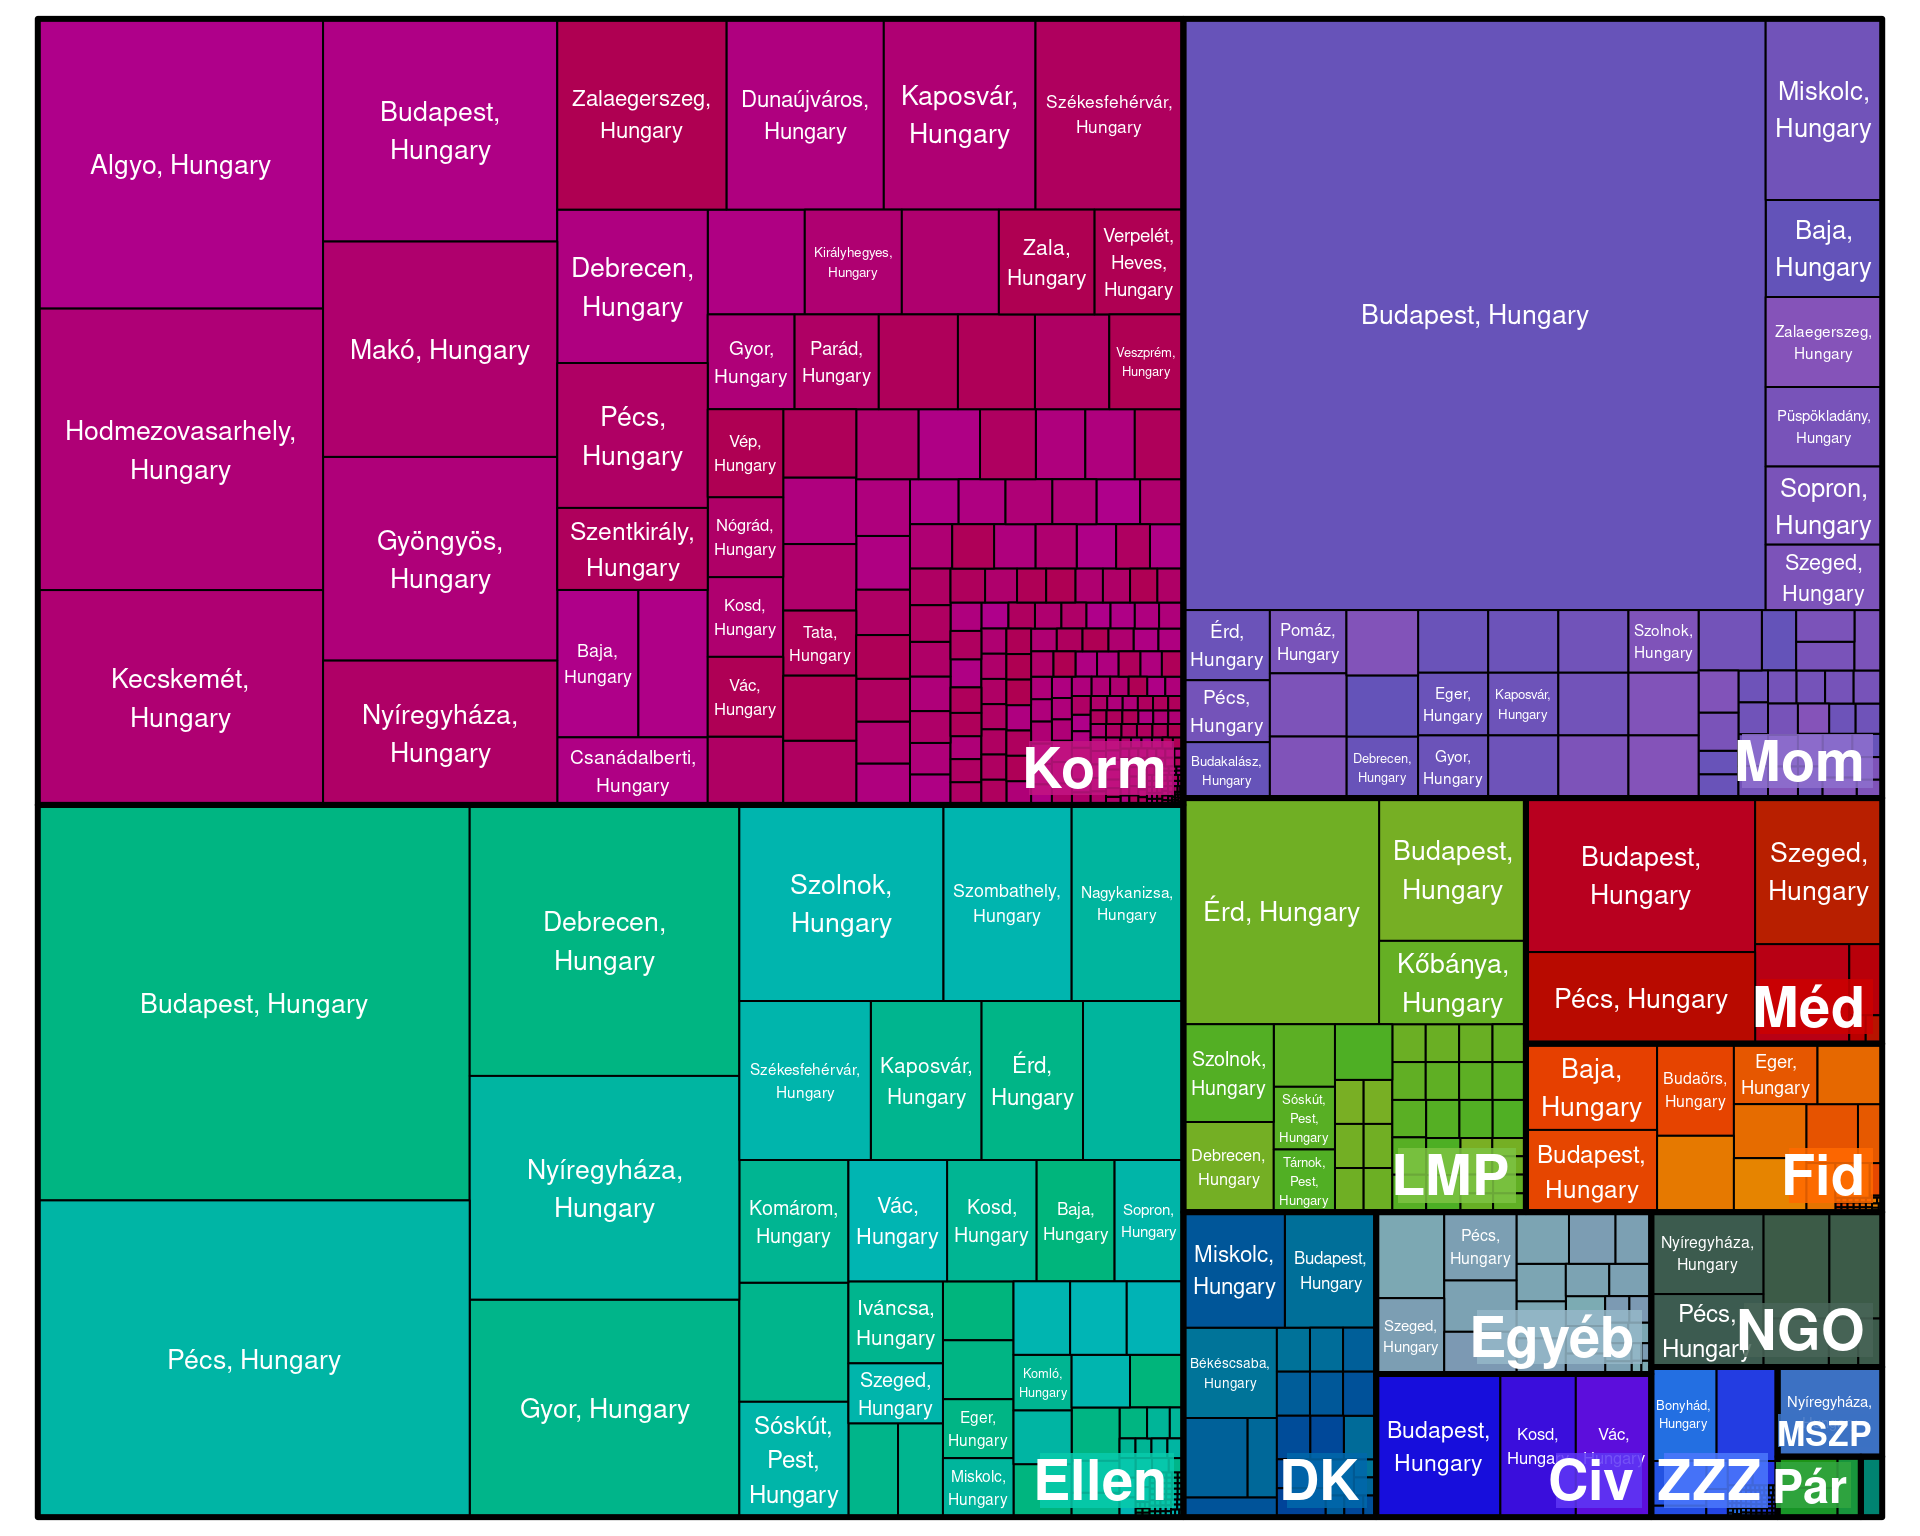 Algyo, Hungary
Hodmezovasarhely,
Hungary
Kecskemét,
Hungary
Budapest,
Hungary
Makó, Hungary
Gyöngyös,
Hungary
Nyíregyháza,
Hungary
Zalaegerszeg,
Hungary
Dunaújváros,
Hungary
Kaposvár,
Hungary
Székesfehérvár,
Hungary
Debrecen,
Hungary
Pécs,
Hungary
Szentkirály,
Hungary
Baja,
Hungary
Csanádalberti,
Hungary
Királyhegyes,
Hungary
Zala,
Hungary
Verpelét,
Heves,
Hungary
Gyor,
Hungary
Parád,
Hungary
Veszprém,
Hungary
Vép,
Hungary
Nógrád,
Hungary
Kosd,
Hungary
Vác,
Hungary
Tata,
Hungary
Korm
Budapest, Hungary
Miskolc,
Hungary
Baja,
Hungary
Zalaegerszeg,
Hungary
Püspökladány,
Hungary
Sopron,
Hungary
Szeged,
Hungary
Érd,
Hungary
Pécs,
Hungary
Budakalász,
Hungary
Pomáz,
Hungary
Debrecen,
Hungary
Eger,
Hungary
Gyor,
Hungary
Kaposvár,
Hungary
Szolnok,
Hungary
Mom
Budapest, Hungary
Pécs, Hungary
Debrecen,
Hungary
Nyíregyháza,
Hungary
Gyor, Hungary
Szolnok,
Hungary
Szombathely,
Hungary
Nagykanizsa,
Hungary
Székesfehérvár,
Hungary
Kaposvár,
Hungary
Érd,
Hungary
Komárom,
Hungary
Vác,
Hungary
Kosd,
Hungary
Baja,
Hungary
Sopron,
Hungary
Sóskút,
Pest,
Hungary
Iváncsa,
Hungary
Szeged,
Hungary
Eger,
Hungary
Miskolc,
Hungary
Komló,
Hungary
Ellen
Érd, Hungary
Budapest,
Hungary
Kőbánya,
Hungary
Szolnok,
Hungary
Debrecen,
Hungary
Sóskút,
Pest,
Hungary
Tárnok,
Pest,
Hungary
LMP
Budapest,
Hungary
Pécs, Hungary
Szeged,
Hungary
Méd
Baja,
Hungary
Budapest,
Hungary
Budaörs,
Hungary
Eger,
Hungary
Fid
Miskolc,
Hungary
Budapest,
Hungary
Békéscsaba,
Hungary
DK
Szeged,
Hungary
Pécs,
Hungary
Egyéb
Nyíregyháza,
Hungary
Pécs,
Hungary
NGO
Budapest,
Hungary
Kosd,
Hungary
Vác,
Hungary
Civ
Bonyhád,
Hungary
ZZZ
Nyíregyháza,
MSZP
Pár